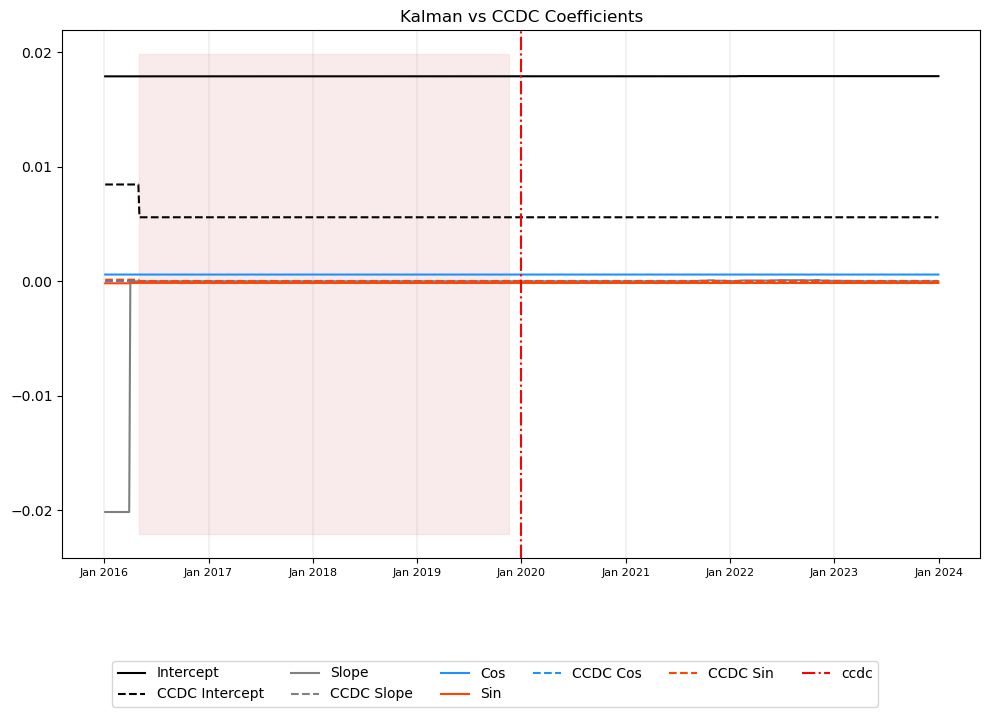 Kalman vs CCDC Coefficients
0.02
0.01
0.00
−0.01
−0.02
Jan 2016 Jan 2017 Jan 2018 Jan 2019 Jan 2020 Jan 2021 Jan 2022 Jan 2023 Jan 2024
Intercept Slope Cos CCDC Cos CCDC Sin ccdc
CCDC Intercept CCDC Slope Sin